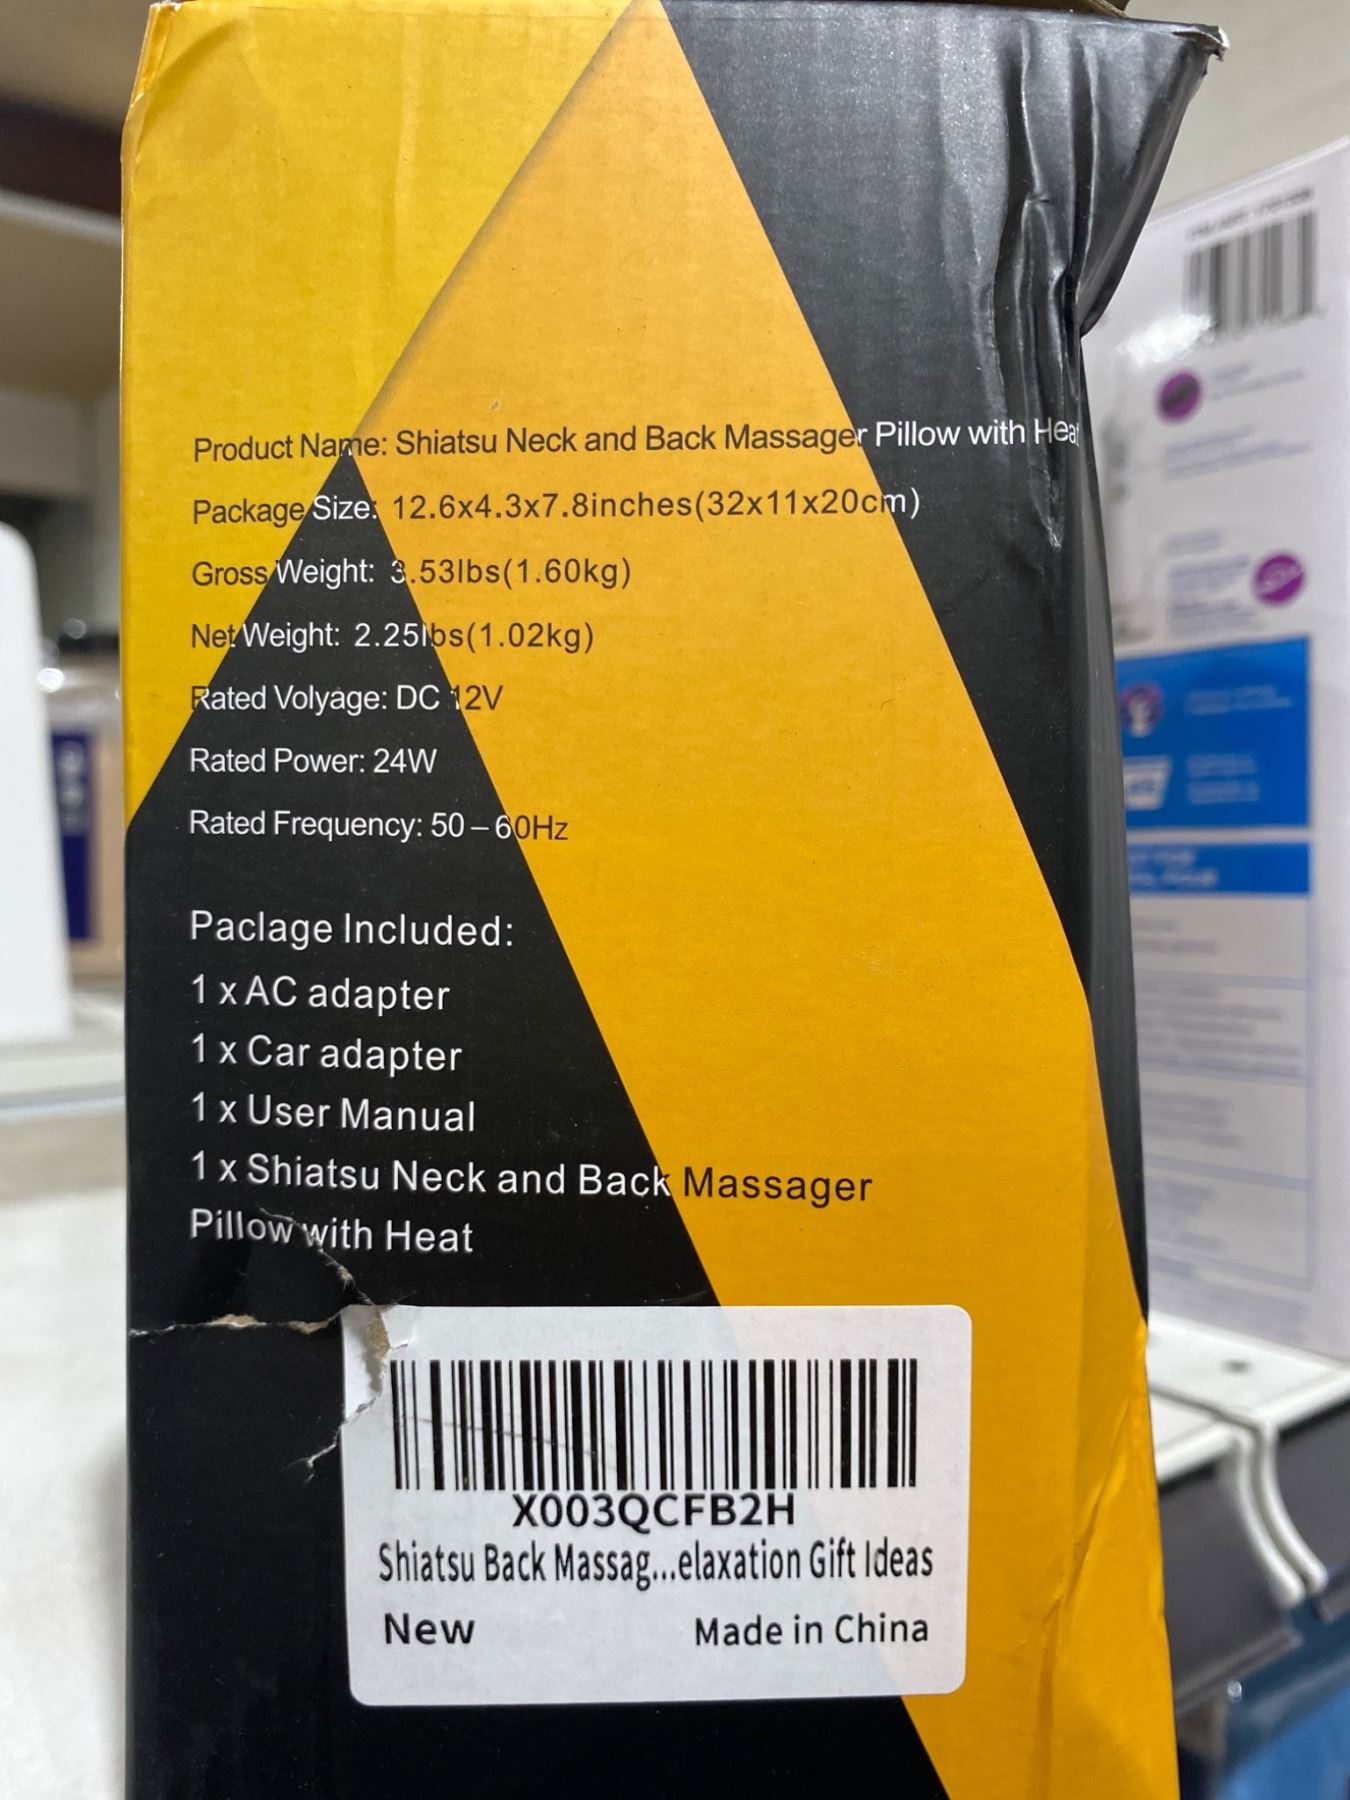 Product Name: Shiatsu Neck and Back Massager Pillow with Heat
Package Size: 12.6x4.3x7.8inches(32x11x20cm)
Gross Weight: 3.53lbs(1.60kg)
Net Weight: 2.25lbs(1.02kg)
Rated Volyage: DC 12V
Rated Power: 24W
Rated Frequency: 50–60Hz
Paclage Included:
1 x AC adapter
1 x Car adapter
1 x User Manual
1 x Shiatsu Neck and Back Massager
Pillow with Heat
X003QCFB2H
Shiatsu Back Massag...elaxation Gift Ideas
New Made in China